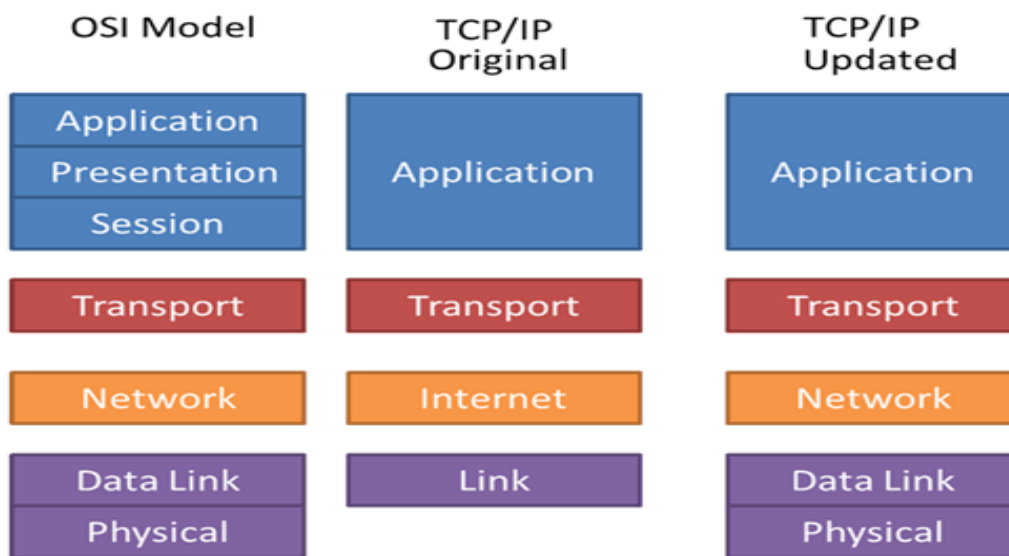 OSI Model
TCP/IP
Original
TCP/IP
Updated
Application
Presentation
Session
Application
Application
Transport
Transport
Transport
Network
Internet
Network
Data Link
Physical
Link
Data Link
Physical